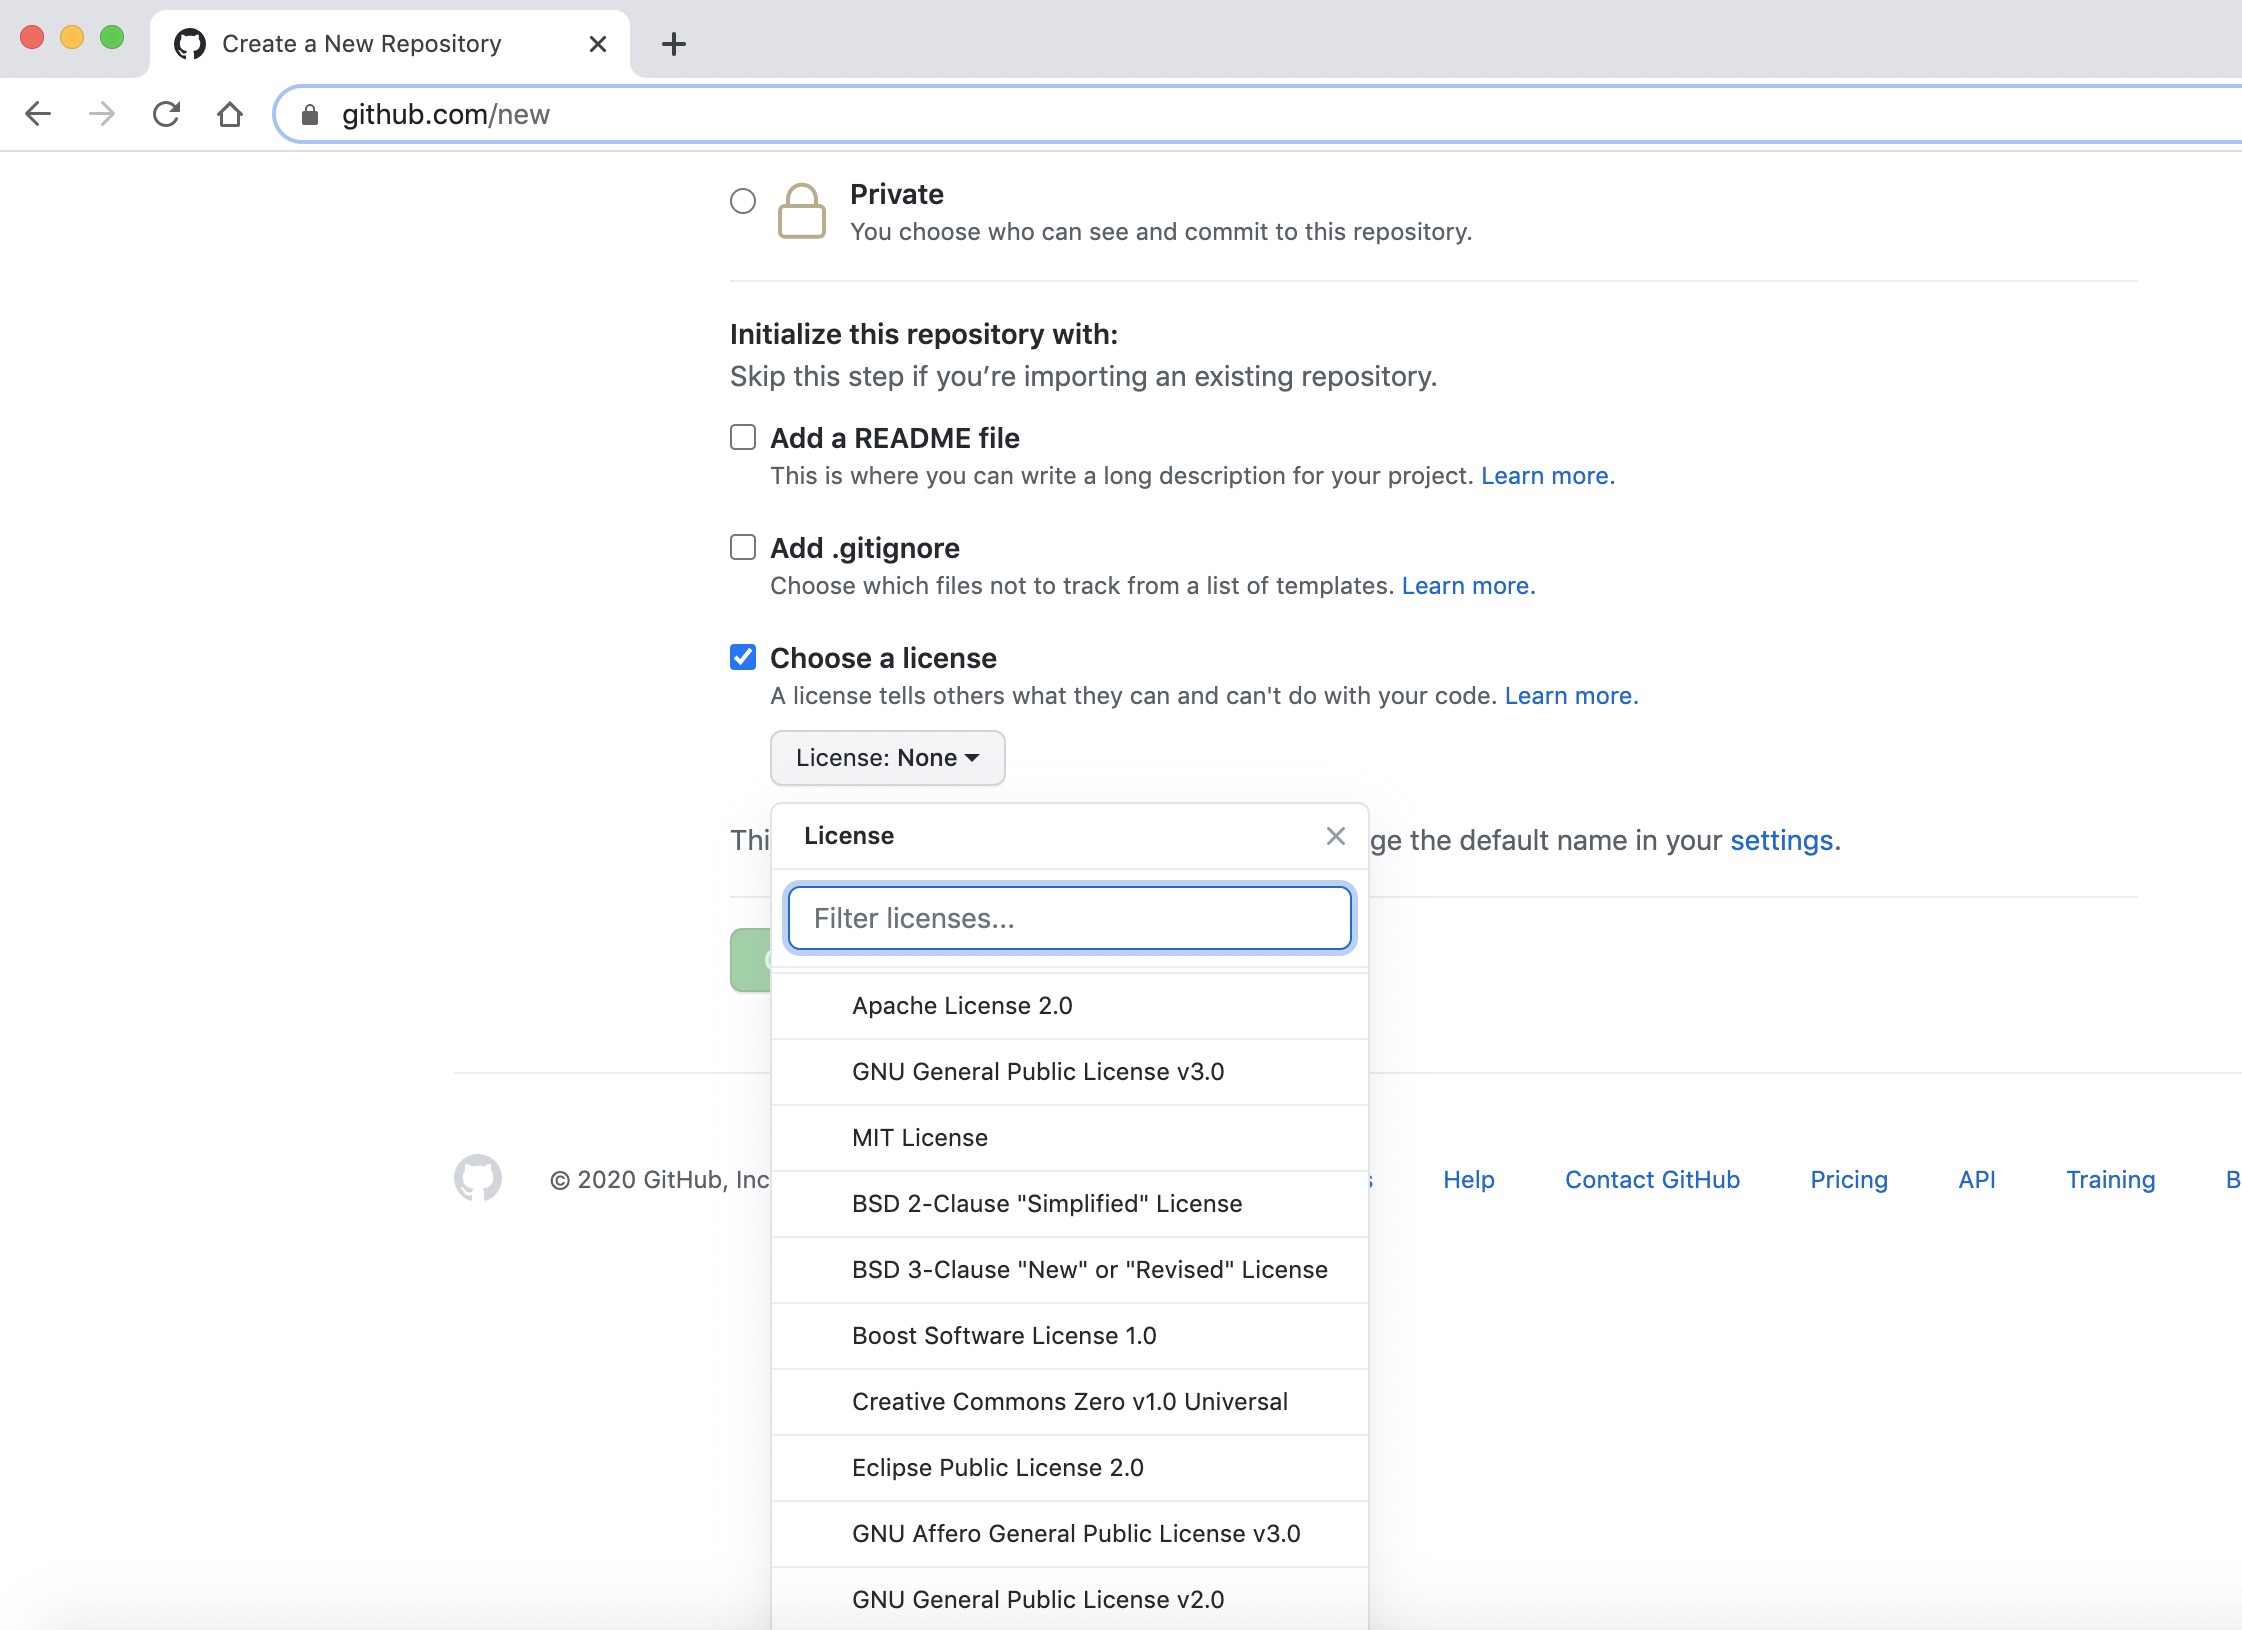 Create a New Repository
github.com/new
Private
You choose who can see and commit to this repository.
Initialize this repository with:
Skip this step if you’re importing an existing repository.
Add a README file
This is where you can write a long description for your project. Learn more.
Add .gitignore
Choose which files not to track from a list of templates. Learn more.
Choose a license
A license tells others what they can and can't do with your code. Learn more.
License: None
License
ge the default name in your settings.
Filter licenses...
Apache License 2.0
GNU General Public License v3.0
MIT License
BSD 2-Clause "Simplified" License
BSD 3-Clause "New" or "Revised" License
Boost Software License 1.0
Creative Commons Zero v1.0 Universal
Eclipse Public License 2.0
GNU Affero General Public License v3.0
GNU General Public License v2.0
© 2020 GitHub, Inc
Help Contact GitHub Pricing API Training